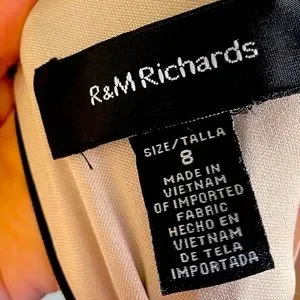 R&M Richards
SIZE/TALLA
8
MADE IN
VIETNAM
OF IMPORTED
FABRIC
HECHO EN
VIETNAM
DE TELA
IMPORTADA